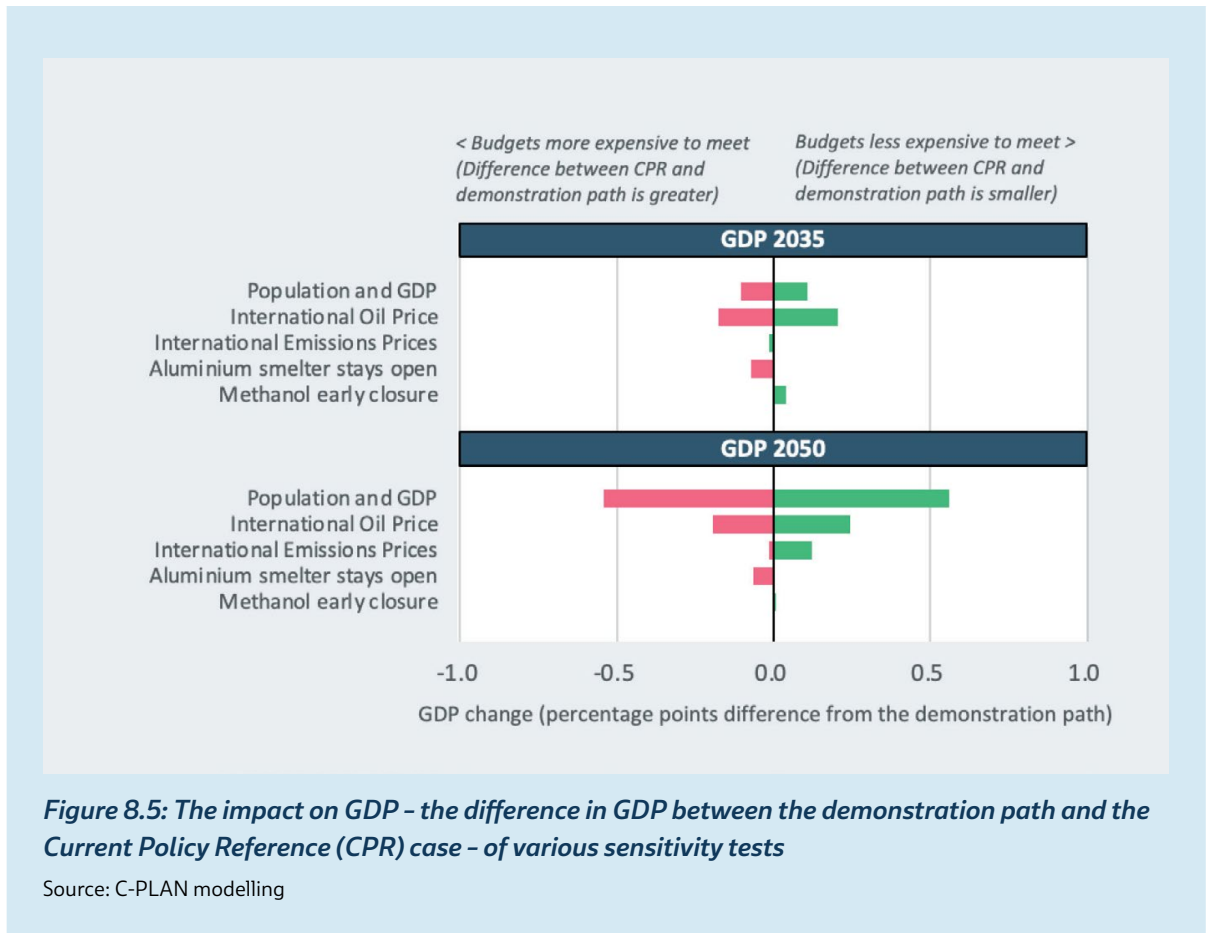 < Budgets more expensive to meet
(Difference between CPR and
demonstration path is greater)
Budgets less expensive to meet >
(Difference between CPR and
demonstration path is smaller)
GDP 2035
Population and GDP
International Oil Price
International Emissions Prices
Aluminium smelter stays open
Methanol early closure
GDP 2050
Population and GDP
International Oil Price
International Emissions Prices
Aluminium smelter stays open
Methanol early closure
-1.0 -0.5 0.0 0.5 1.0
GDP change (percentage points difference from the demonstration path)
Figure 8.5: The impact on GDP – the difference in GDP between the demonstration path and the
Current Policy Reference (CPR) case – of various sensitivity tests
Source: C-PLAN modelling